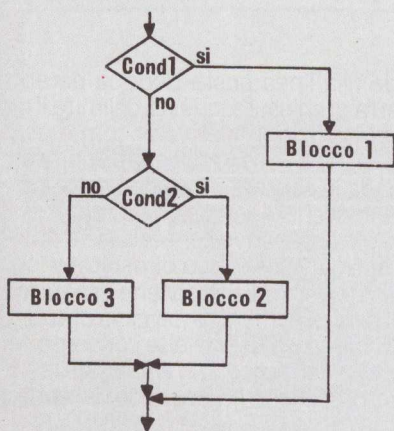 Cond1
si
no
Blocco 1
no
Cond2
si
Blocco 3
Blocco 2